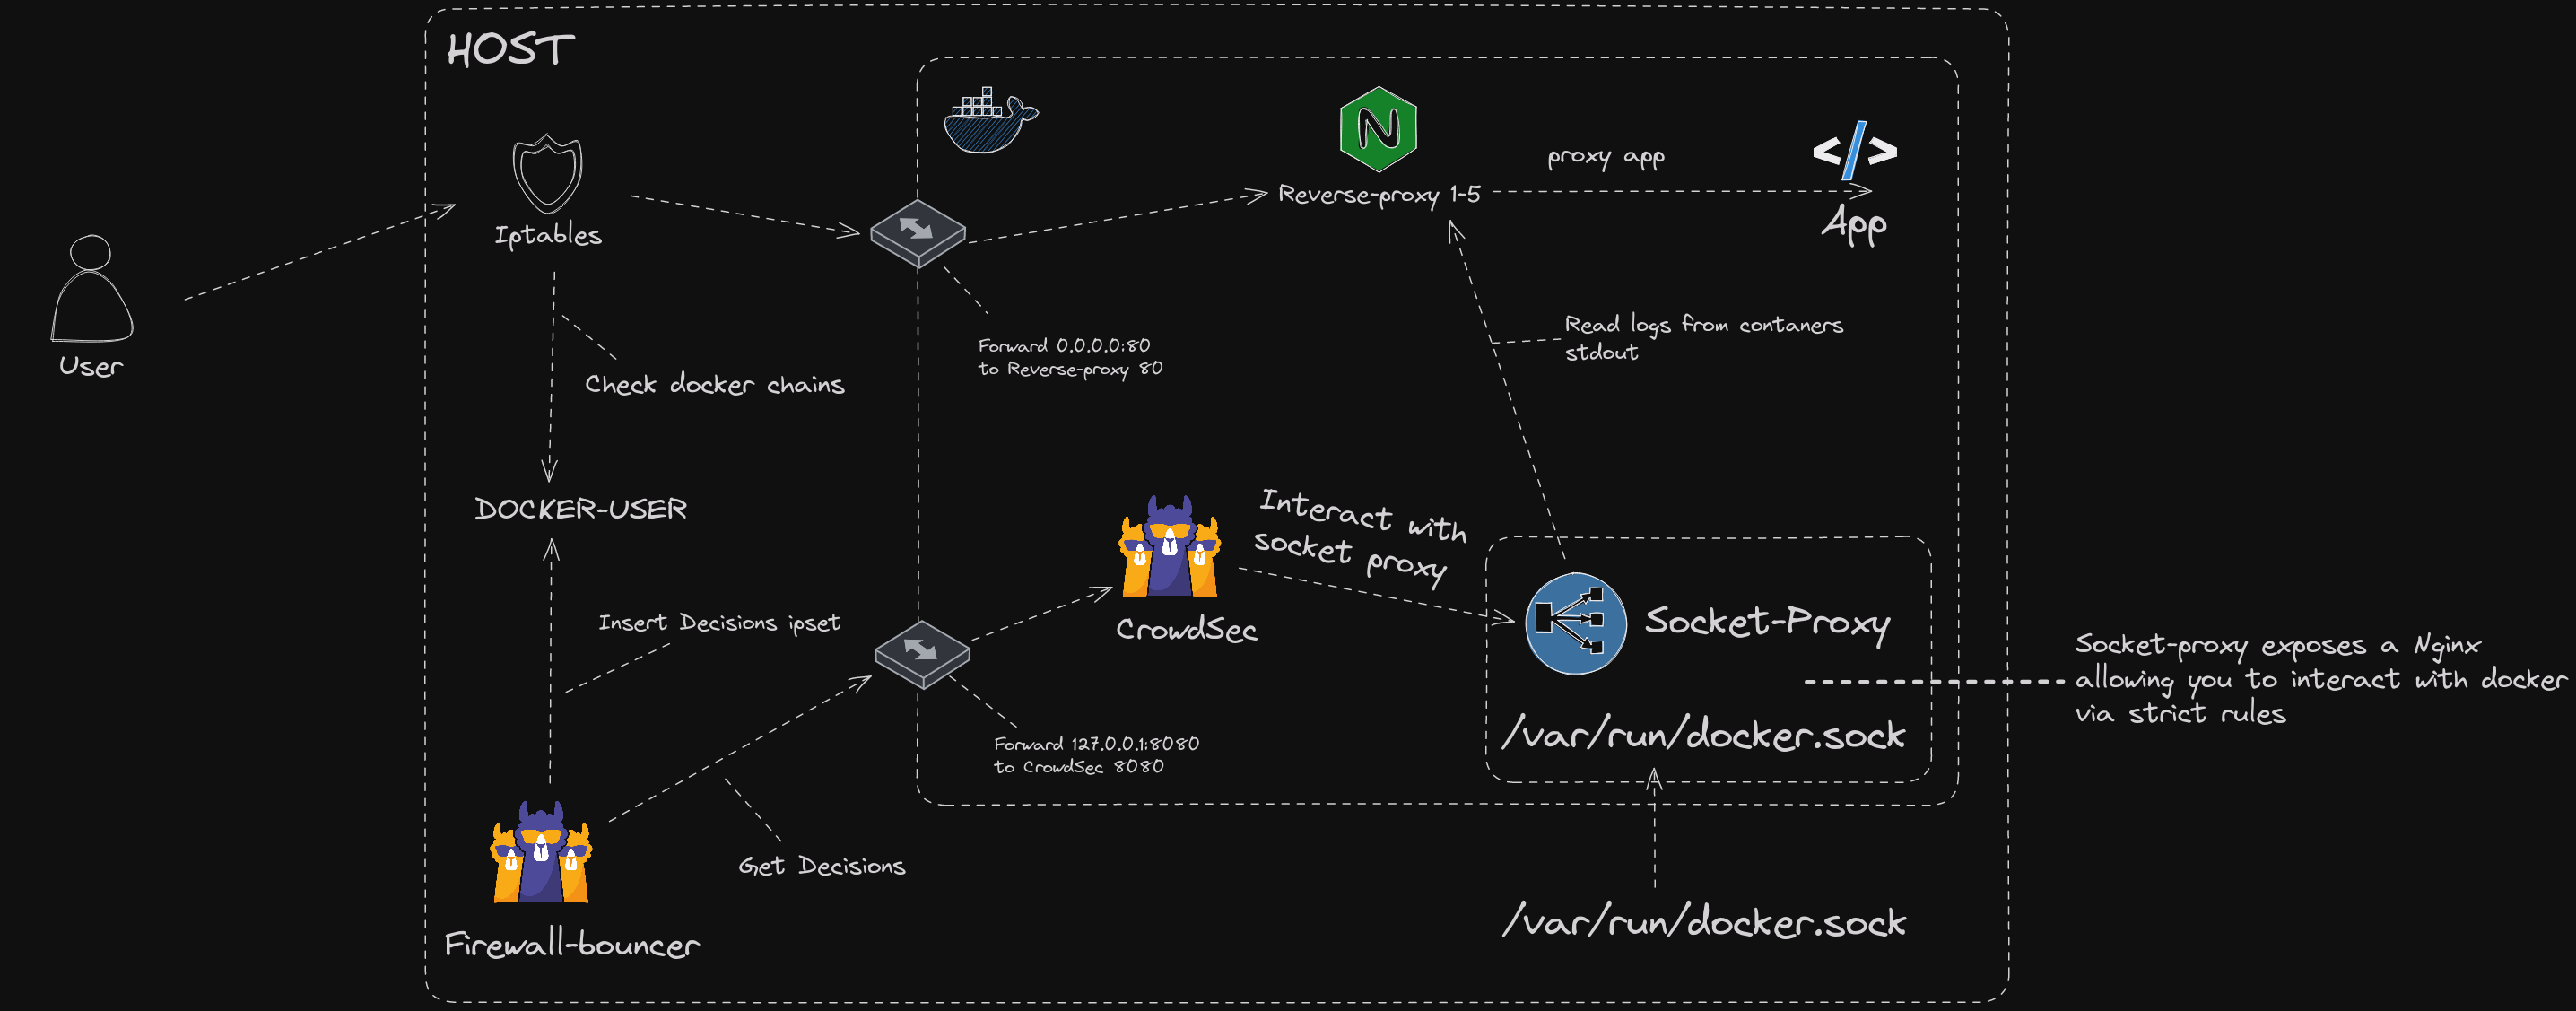 HOST
Iptables
User
Check docker chains
DOCKER-USER
Insert Decisions ipset
Firewall-bouncer
Get Decisions
Forward 0.0.0.0:80
to Reverse-proxy 80
Reverse-proxy 1-5
proxy app
</>
App
Read logs from contaners
stdout
CrowdSec
Interact with
socket proxy
Forward 127.0.0.1:8080
to CrowdSec 8080
Socket-Proxy
/var/run/docker.sock
/var/run/docker.sock
Socket-proxy exposes a Nginx
allowing you to interact with docker
via strict rules